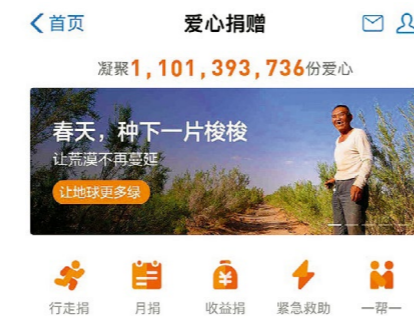 首页
爱心捐赠
凝聚1,101,393,736份爱心
春天，种下一片梭梭
让荒漠不再蔓延
让地球更多绿
行走捐 月捐 收益捐 紧急救助 一帮一